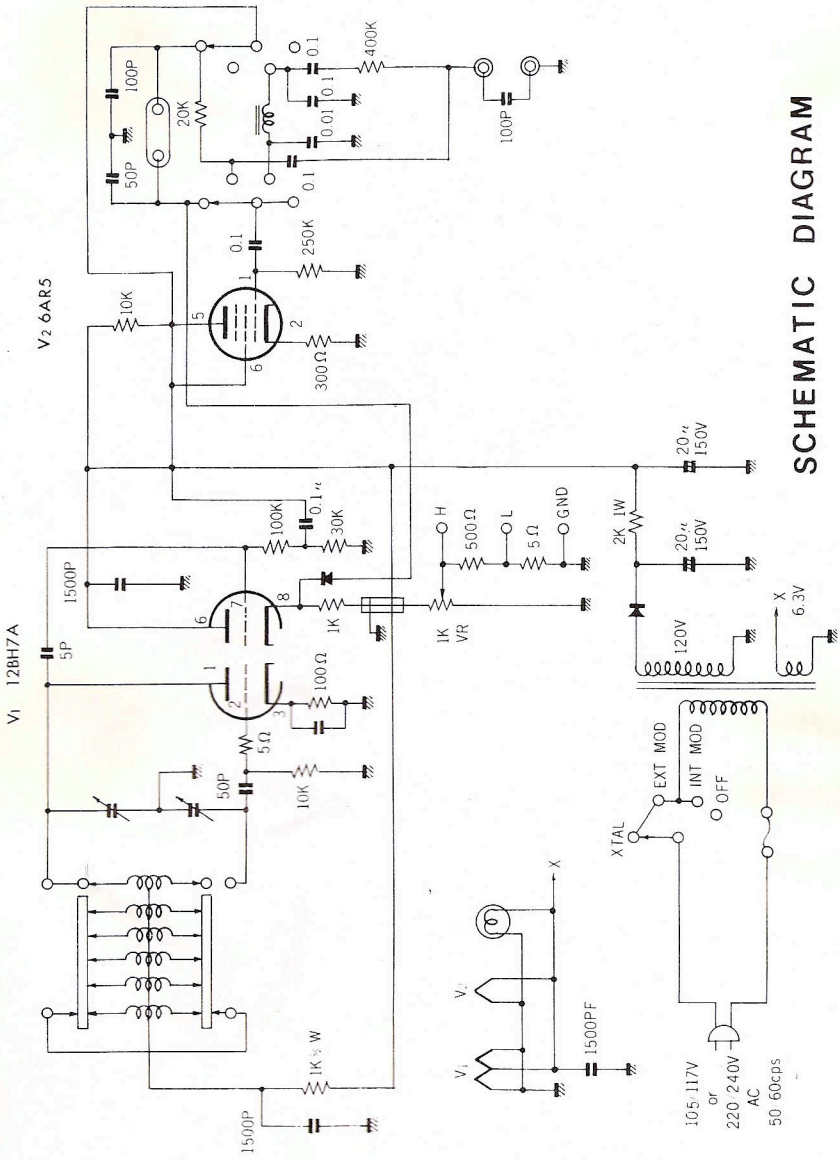 V1 12BH7A
V2 6AR5
5P
1500P
1
2
3
6
7
8
5Ω
50P
10K
100Ω
100K
0.1μ
30K
1K
1K
VR
H
500Ω
L
5Ω
GND
10K
5
6
1
2
300Ω
250K
0.1
50P
100P
20K
0.1
0.01
0.1
0.1
400K
100P
1500P
1K ½W
V1
V2
X
1500PF
105/117V
or
220/240V
AC
50 60cps
XTAL
EXT MOD
INT MOD
OFF
120V
X
6.3V
2K 1W
20μ
150V
20μ
150V
SCHEMATIC DIAGRAM